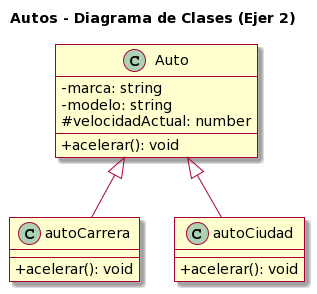 Autos - Diagrama de Clases (Ejer 2)
C Auto
-marca: string
-modelo: string
#velocidadActual: number
+acelerar(): void
C autoCarrera
+acelerar(): void
C autoCiudad
+acelerar(): void